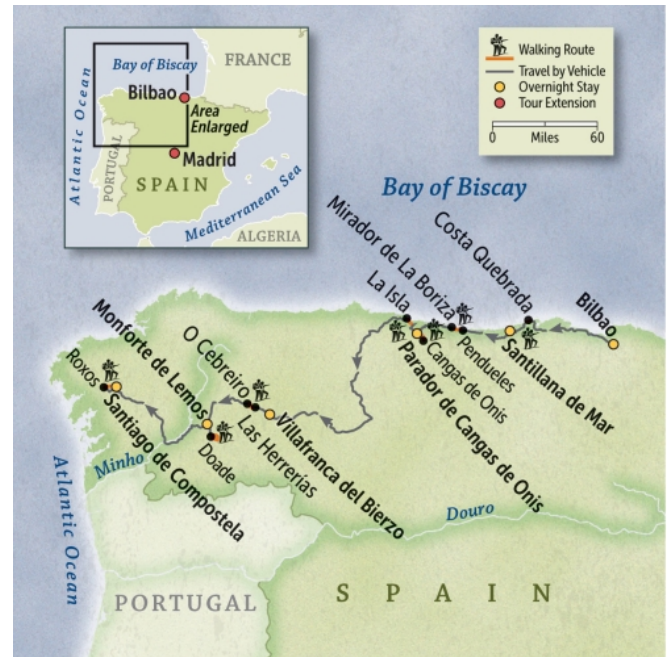 FRANCE
Bay of Biscay
Bilbao
Area
Enlarged
Atlantic Ocean
PORTUGAL
Madrid
SPAIN
Mediterranean Sea
ALGERIA
Walking Route
Travel by Vehicle
Overnight Stay
Tour Extension
0 60
Miles
Bay of Biscay
Costa Quebrada
Mirador de La Boriza
La Isla
Bilbao
Pendueles
Santillana de Mar
Cangas de Onis
Parador de Cangas de Onis
O Cebreiro
Monforte de Lemos
Roxos
Santiago de Compostela
Villafranca del Bierzo
Las Herrerias
Doade
Minho
Douro
Atlantic Ocean
PORTUGAL
SPAIN